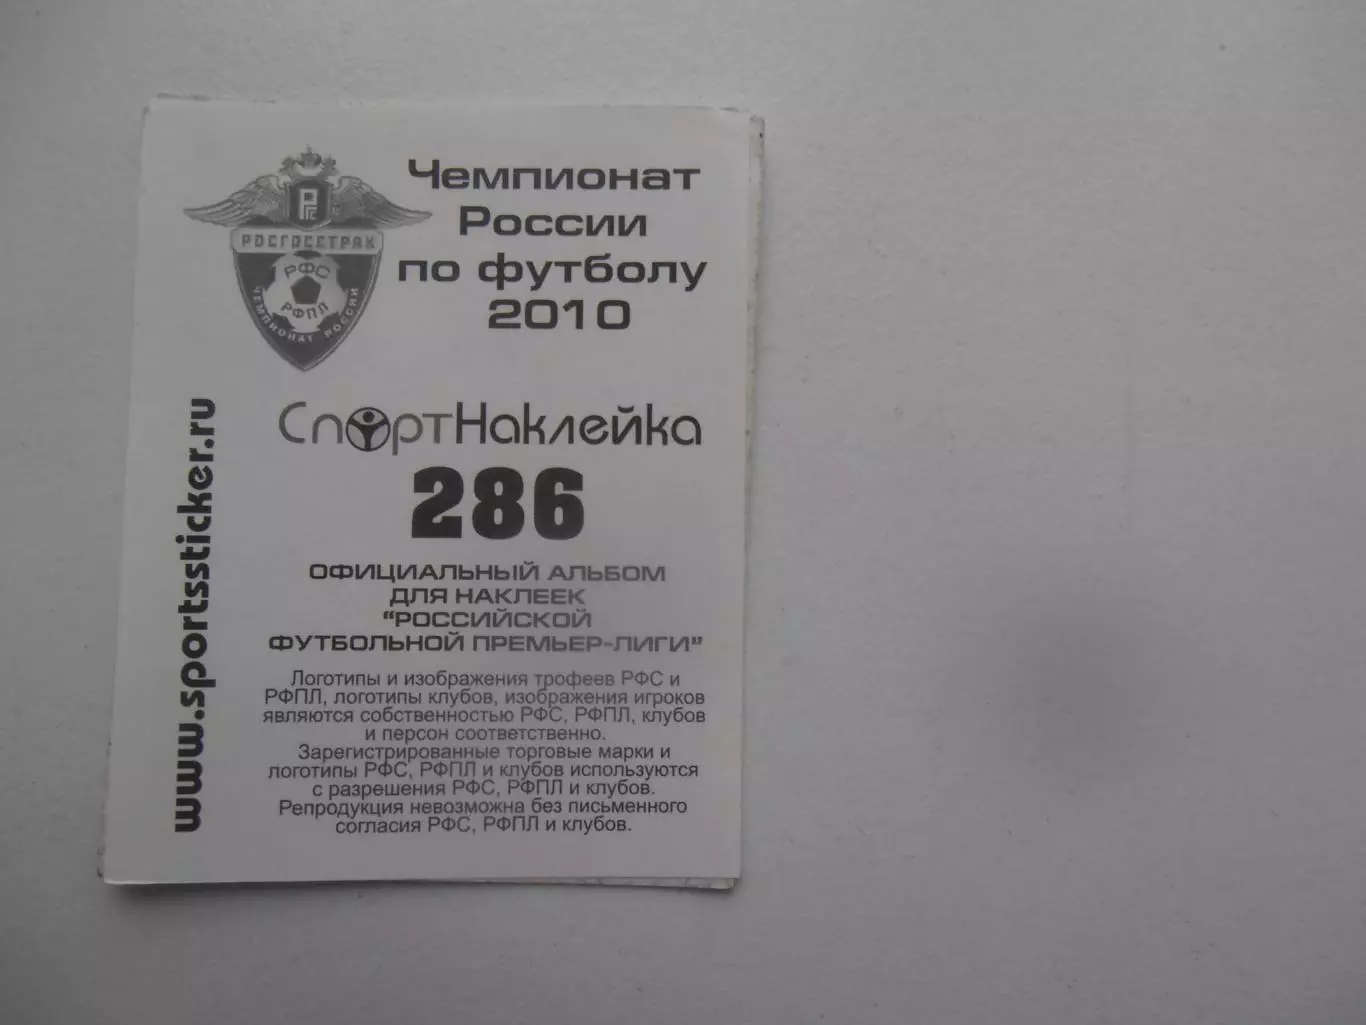 Чемпионат
России
по футболу
2010
РГС
РОСГОССТРАХ
РФС
РФПЛ
ЧЕМПИОНАТ РОССИИ
СпортНаклейка
286
www.sportssticker.ru
ОФИЦИАЛЬНЫЙ АЛЬБОМ
ДЛЯ НАКЛЕЕК
“РОССИЙСКОЙ
ФУТБОЛЬНОЙ ПРЕМЬЕР-ЛИГИ”
Логотипы и изображения трофеев РФС и
РФПЛ, логотипы клубов, изображения игроков
являются собственностью РФС, РФПЛ, клубов
и персон соответственно.
Зарегистрированные торговые марки и
логотипы РФС, РФПЛ и клубов используются
с разрешения РФС, РФПЛ и клубов.
Репродукция невозможна без письменного
согласия РФС, РФПЛ и клубов.